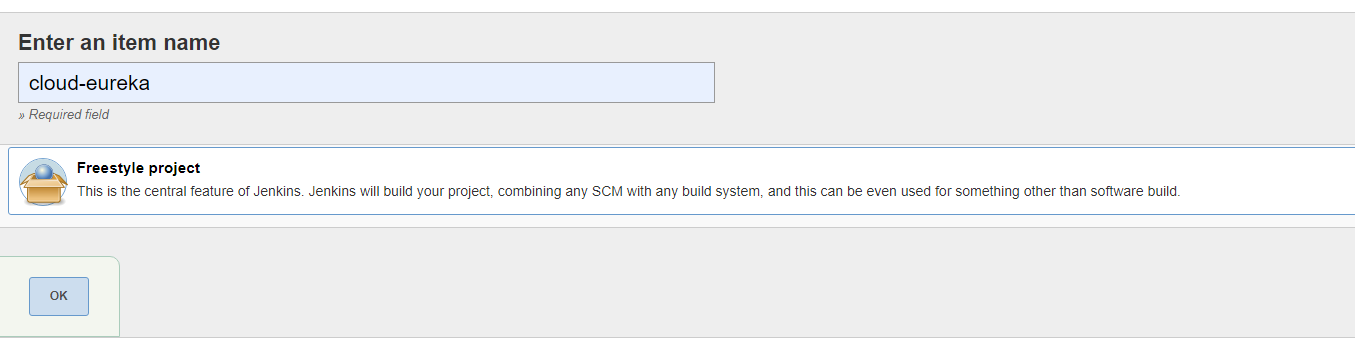 Enter an item name
cloud-eureka
» Required field
Freestyle project
This is the central feature of Jenkins. Jenkins will build your project, combining any SCM with any build system, and this can be even used for something other than software build.
OK